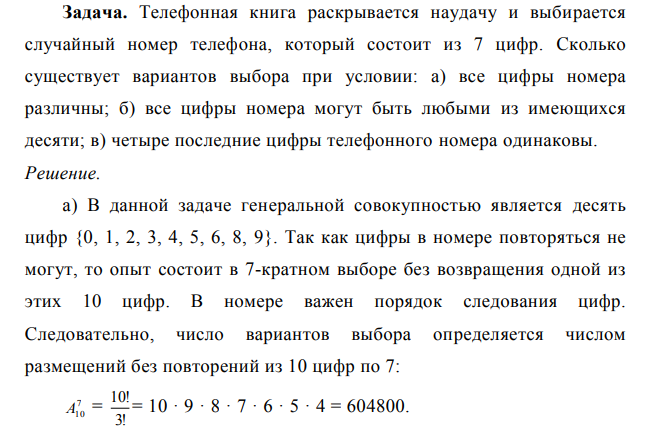 Задача. Телефонная книга раскрывается наудачу и выбирается
случайный номер телефона, который состоит из 7 цифр. Сколько
существует вариантов выбора при условии: а) все цифры номера
различны; б) все цифры номера могут быть любыми из имеющихся
десяти; в) четыре последние цифры телефонного номера одинаковы.
Решение.
а) В данной задаче генеральной совокупностью является десять
цифр {0, 1, 2, 3, 4, 5, 6, 8, 9}. Так как цифры в номере повторяться не
могут, то опыт состоит в 7-кратном выборе без возвращения одной из
этих 10 цифр. В номере важен порядок следования цифр.
Следовательно, число вариантов выбора определяется числом
размещений без повторений из 10 цифр по 7:
A⁷₁₀ = 10!/3! = 10 · 9 · 8 · 7 · 6 · 5 · 4 = 604800.